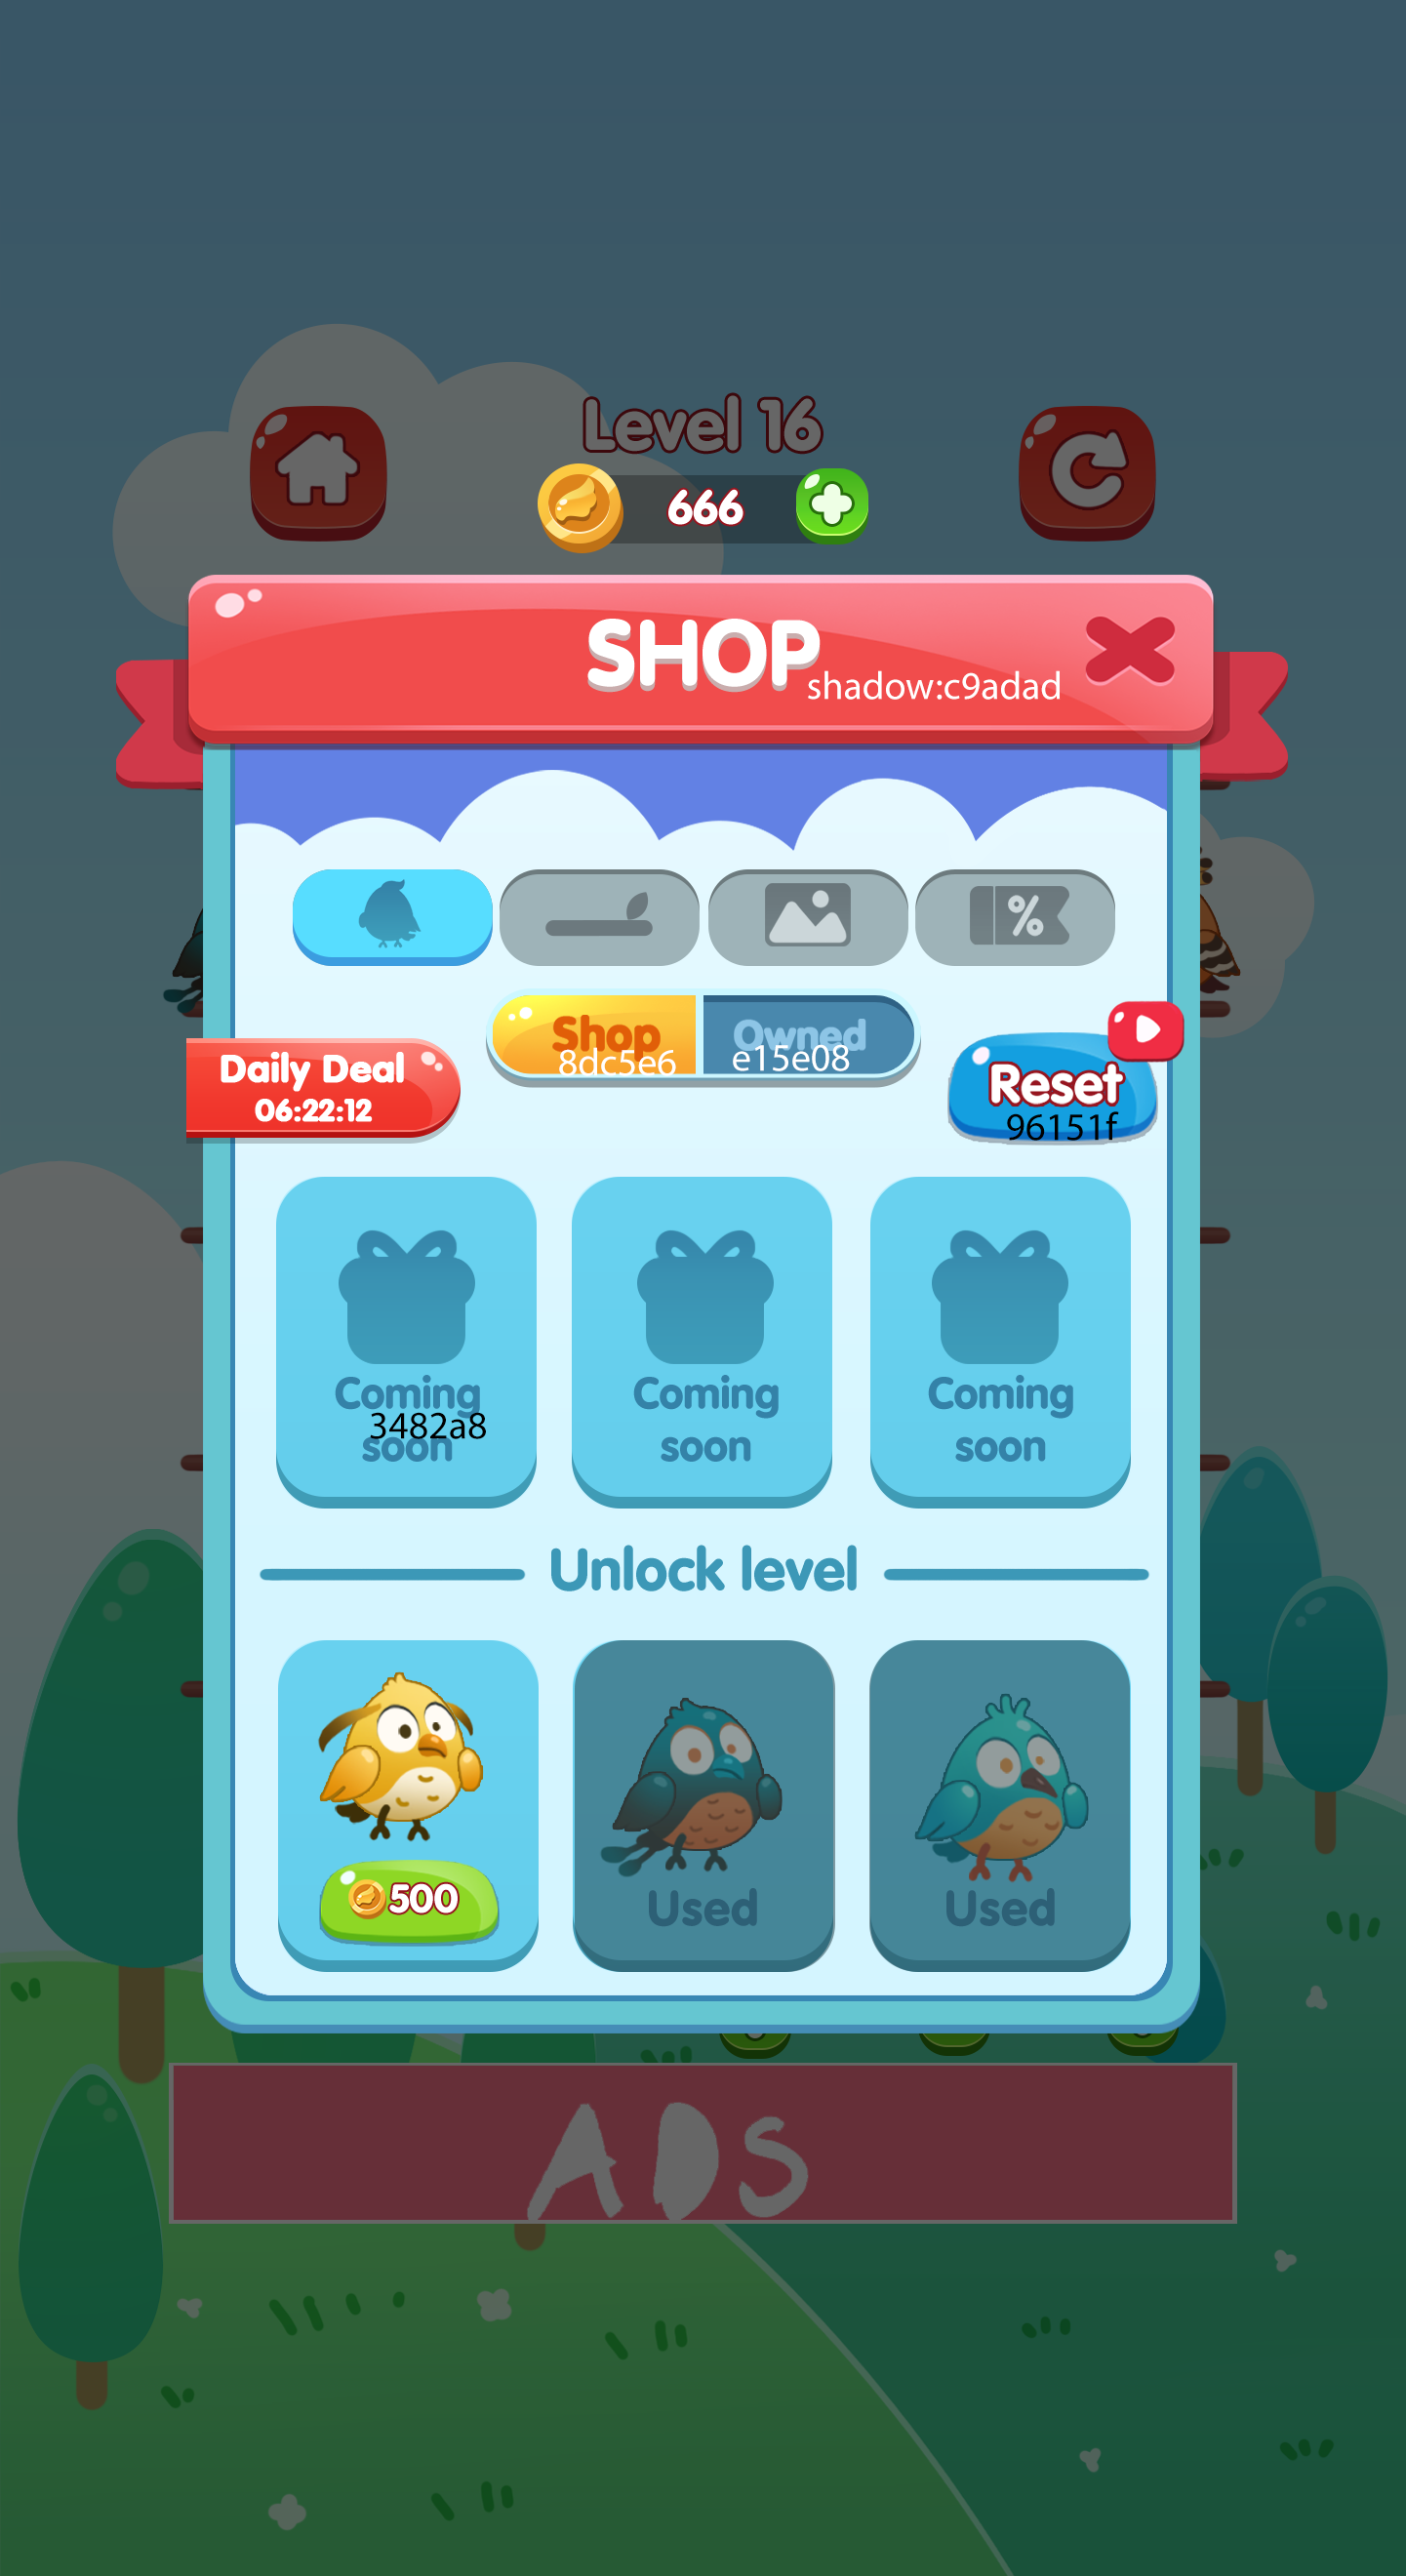 Level 16
666
SHOP
shadow:c9adad
%
Shop
Owned
8dc5e6
e15e08
Daily Deal
06:22:12
Reset
96151f
Coming
soon
3482a8
Coming
soon
Coming
soon
Unlock level
500
Used
Used
ADS